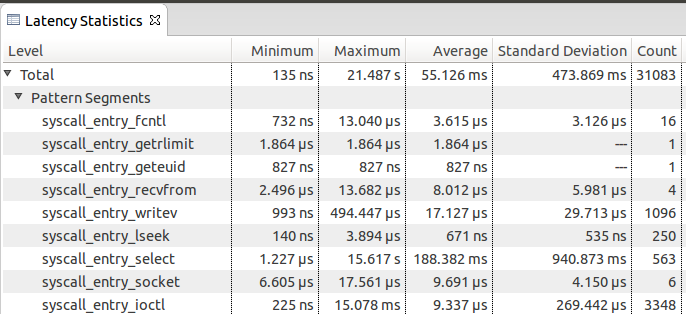 Latency Statistics
Level Minimum Maximum Average Standard Deviation Count
Total 135 ns 21.487 s 55.126 ms 473.869 ms 31083
Pattern Segments
syscall_entry_fcntl 732 ns 13.040 µs 3.615 µs 3.126 µs 16
syscall_entry_getrlimit 1.864 µs 1.864 µs 1.864 µs --- 1
syscall_entry_geteuid 827 ns 827 ns 827 ns --- 1
syscall_entry_recvfrom 2.496 µs 13.682 µs 8.012 µs 5.981 µs 4
syscall_entry_writev 993 ns 494.447 µs 17.127 µs 29.713 µs 1096
syscall_entry_lseek 140 ns 3.894 µs 671 ns 535 ns 250
syscall_entry_select 1.227 µs 15.617 s 188.382 ms 940.873 ms 563
syscall_entry_socket 6.605 µs 17.561 µs 9.691 µs 4.150 µs 6
syscall_entry_ioctl 225 ns 15.078 ms 9.337 µs 269.442 µs 3348